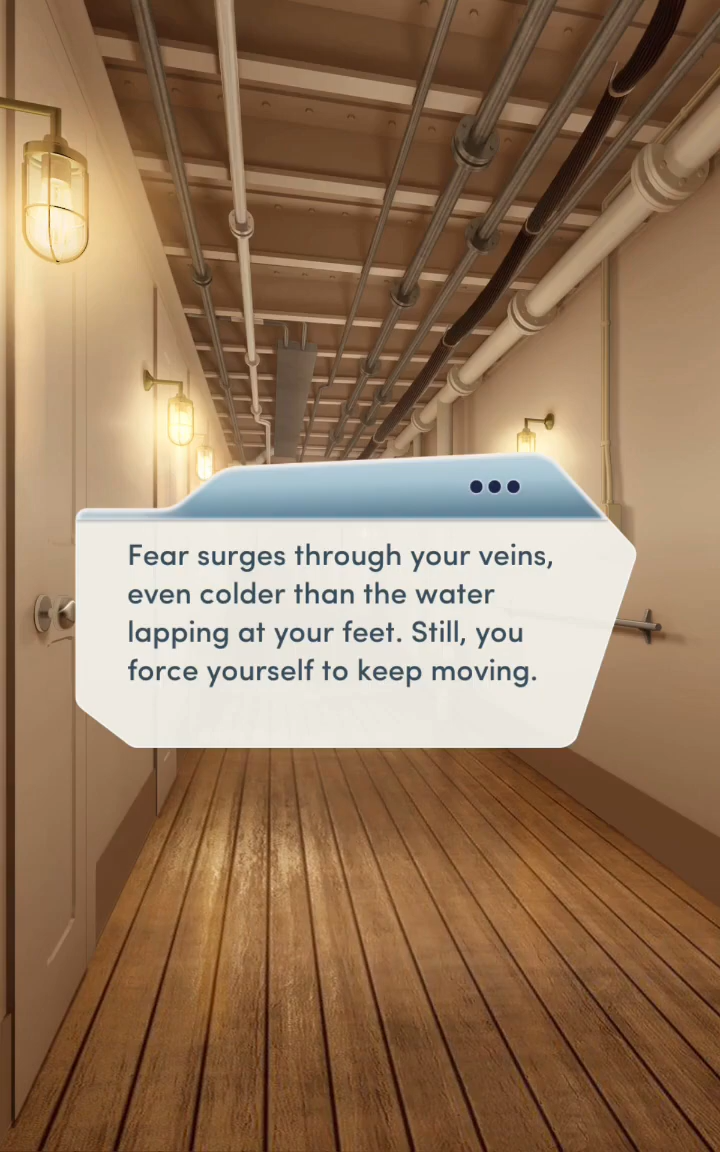 Fear surges through your veins,
even colder than the water
lapping at your feet. Still, you
force yourself to keep moving.